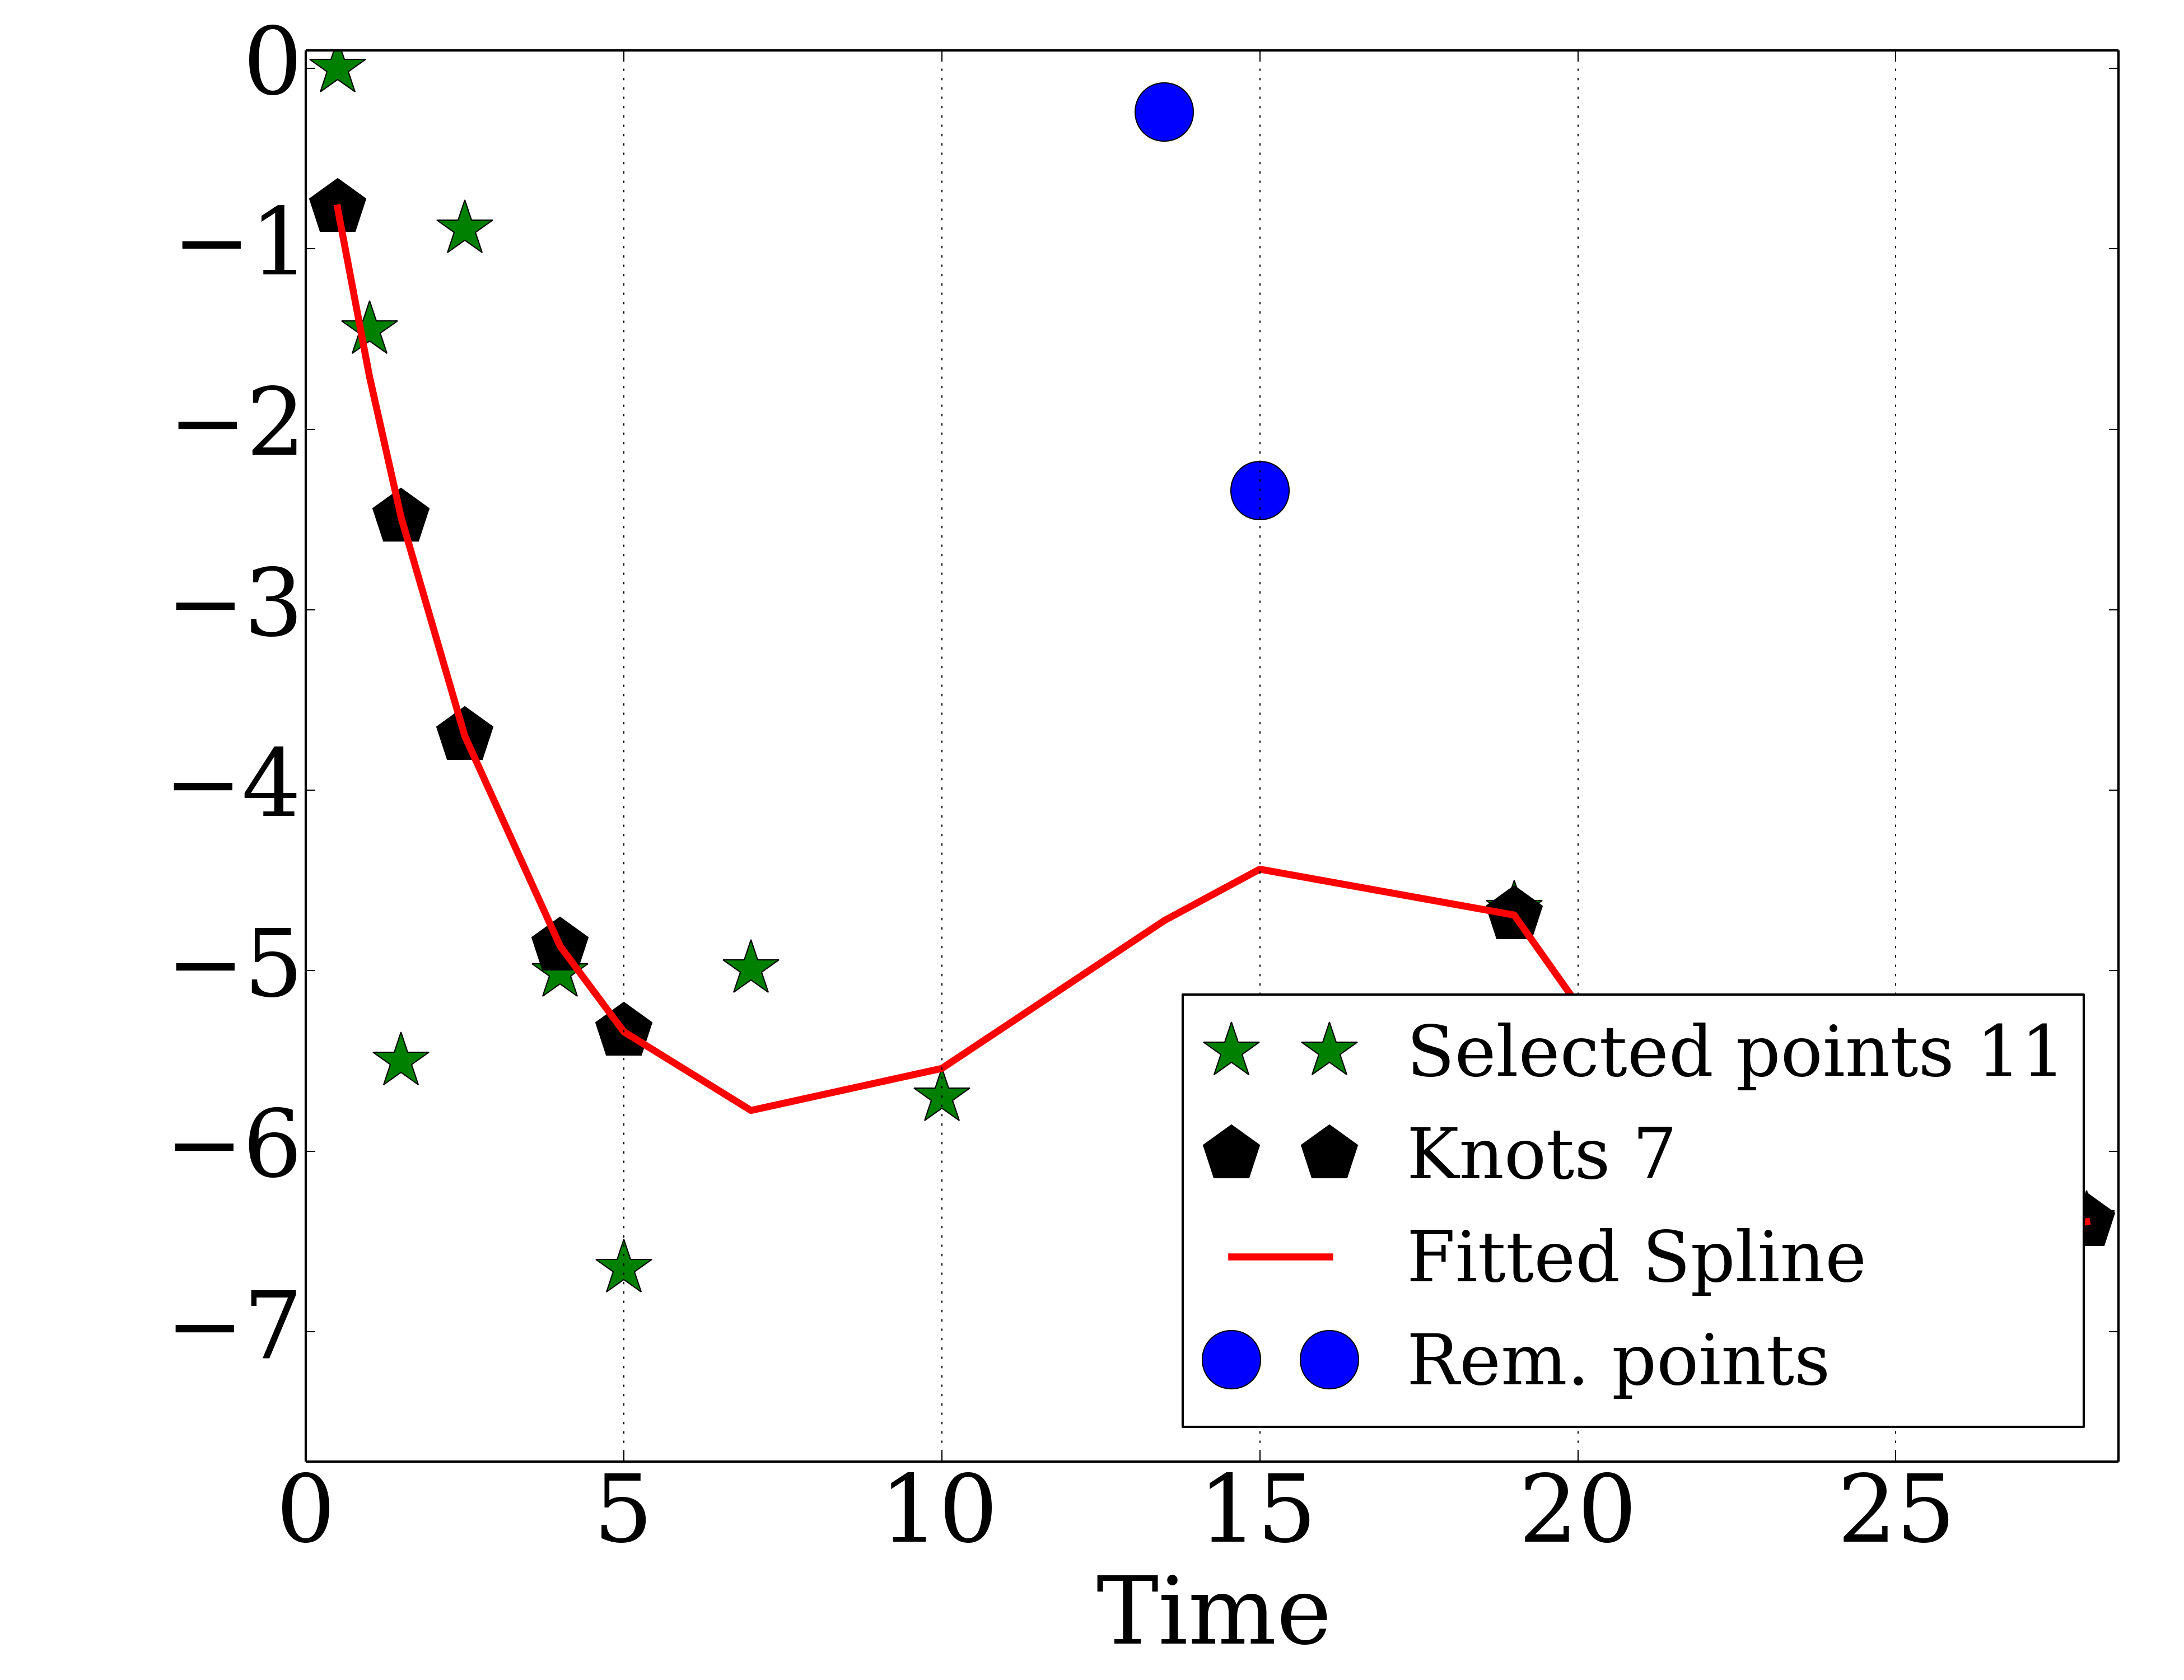 0
−1
−2
−3
−4
−5
−6
−7
Selected points 11
Knots 7
Fitted Spline
Rem. points
0 5 10 15 20 25
Time